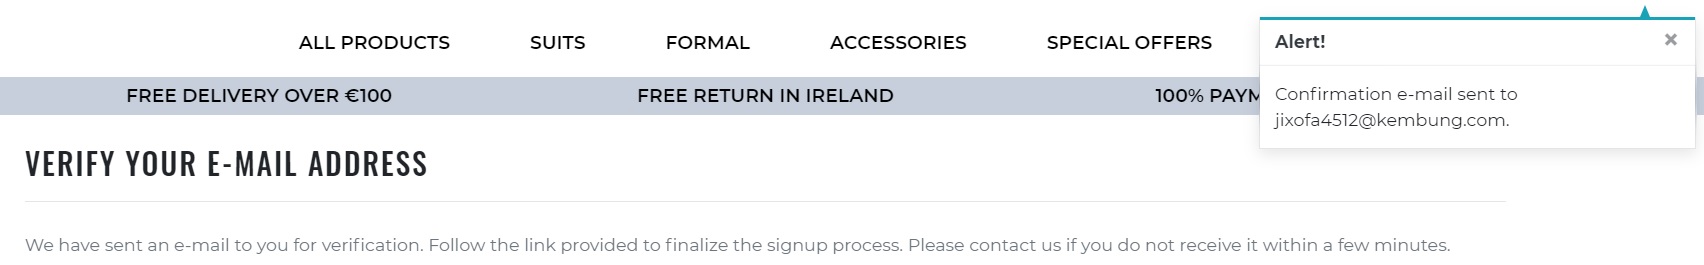 ALL PRODUCTS SUITS FORMAL ACCESSORIES SPECIAL OFFERS
Alert! ×
FREE DELIVERY OVER €100 FREE RETURN IN IRELAND 100%
Confirmation e-mail sent to
jixofa4512@kembung.com.
VERIFY YOUR E-MAIL ADDRESS
We have sent an e-mail to you for verification. Follow the link provided to finalize the signup process. Please contact us if you do not receive it within a few minutes.